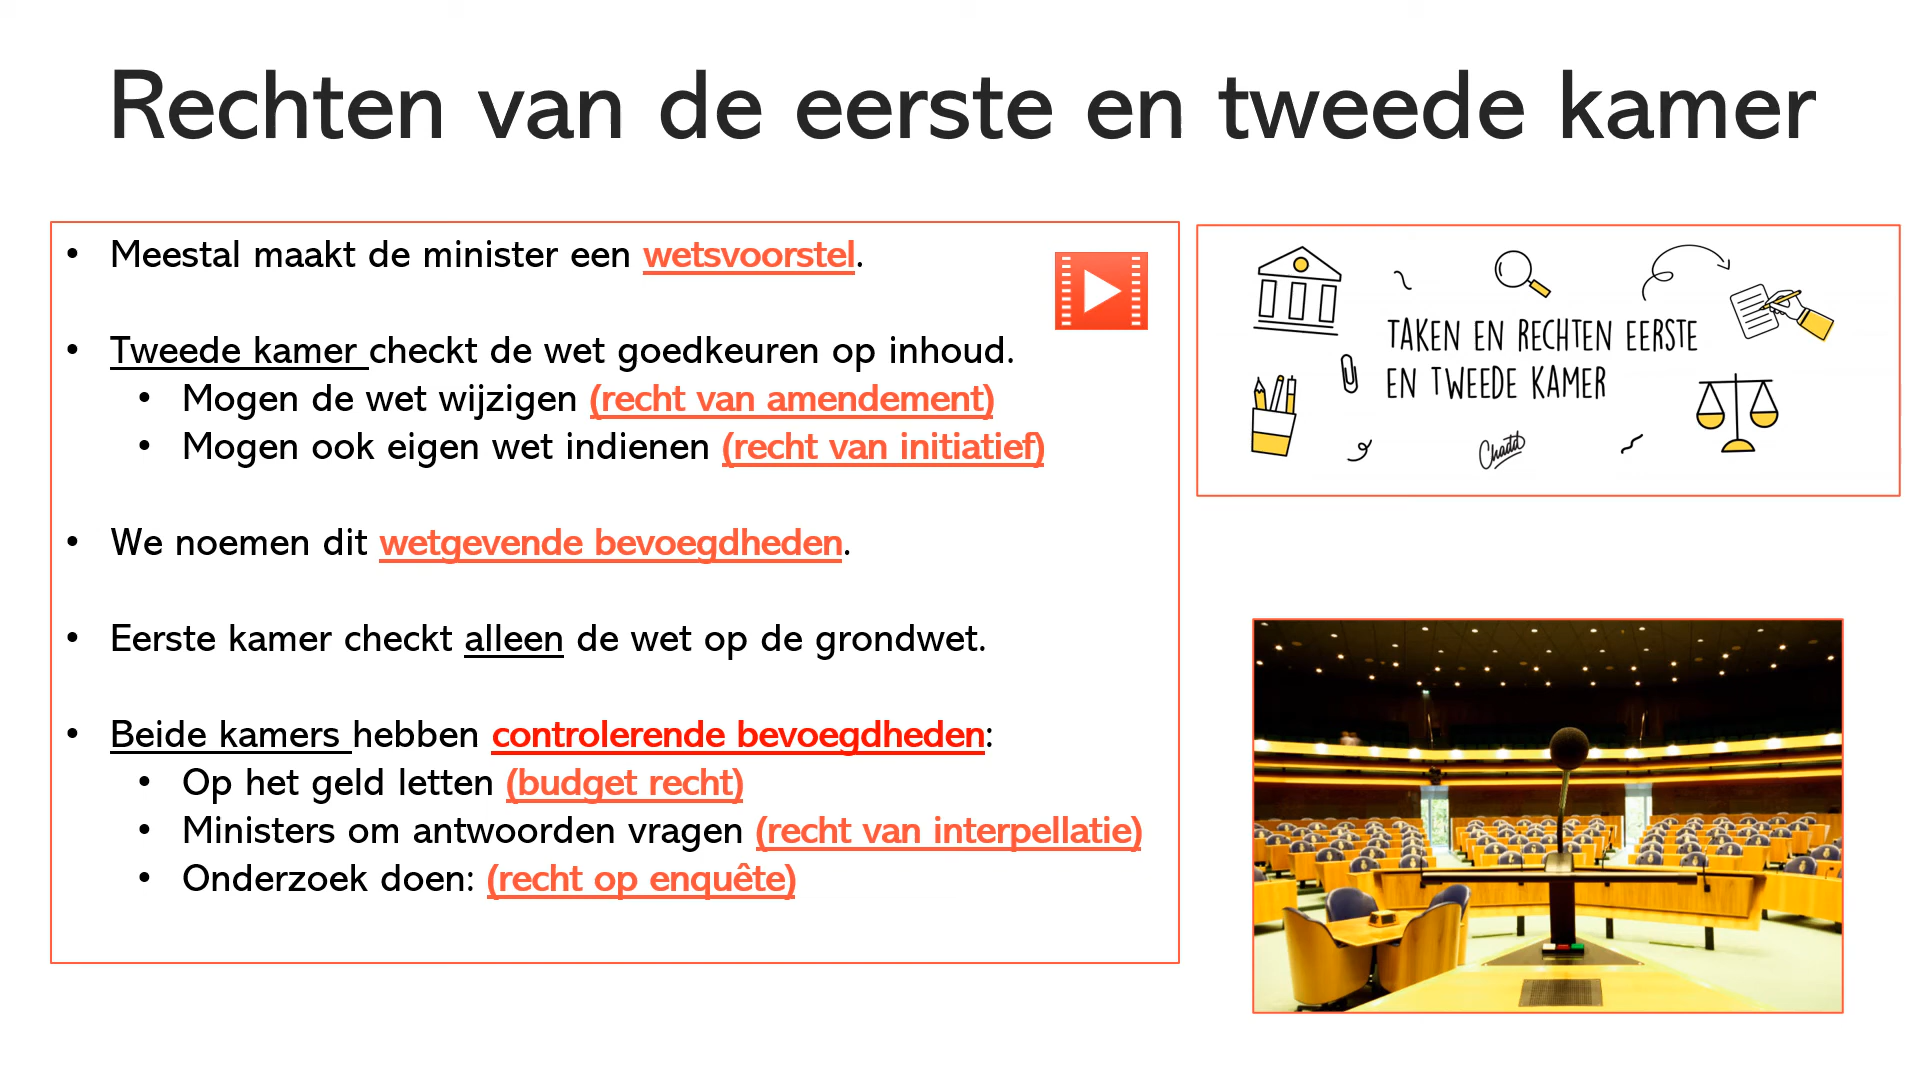 Rechten van de eerste en tweede kamer
• Meestal maakt de minister een wetsvoorstel.
• Tweede kamer checkt de wet goedkeuren op inhoud.
• Mogen de wet wijzigen (recht van amendement)
• Mogen ook eigen wet indienen (recht van initiatief)
• We noemen dit wetgevende bevoegdheden.
• Eerste kamer checkt alleen de wet op de grondwet.
• Beide kamers hebben controlerende bevoegdheden:
• Op het geld letten (budget recht)
• Ministers om antwoorden vragen (recht van interpellatie)
• Onderzoek doen: (recht op enquête)
TAKEN EN RECHTEN EERSTE
EN TWEEDE KAMER